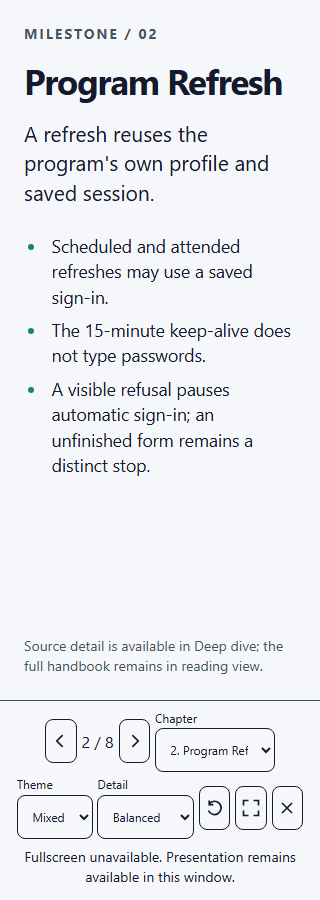 MILESTONE / 02
Program Refresh
A refresh reuses the
program's own profile and
saved session.
Scheduled and attended
refreshes may use a saved
sign-in.
The 15-minute keep-alive does
not type passwords.
A visible refusal pauses
automatic sign-in; an
unfinished form remains a
distinct stop.
Source detail is available in Deep dive; the
full handbook remains in reading view.
Chapter
2 / 8
2. Program Ref
Theme
Detail
Mixed
Balanced
Fullscreen unavailable. Presentation remains
available in this window.